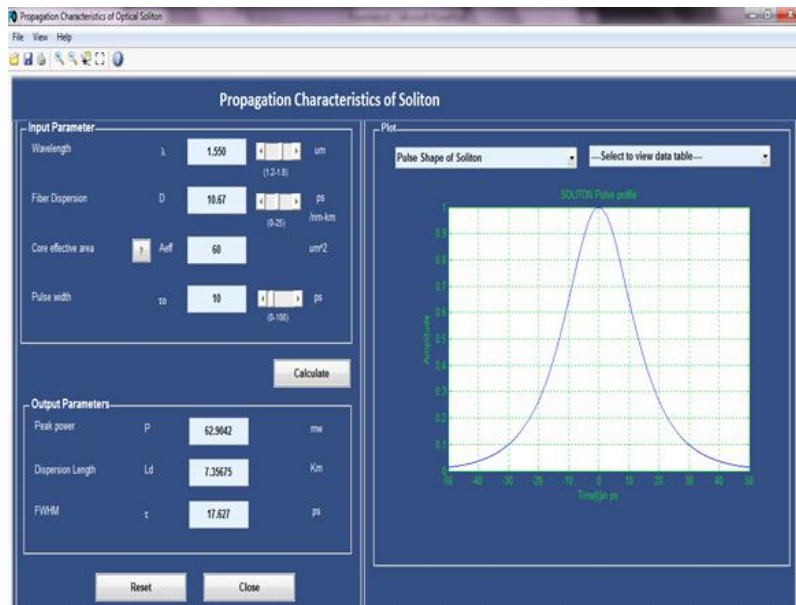 Propagation Characteristics of Optical Soliton
File View Help
Propagation Characteristics of Soliton
Input Parameter
Wavelength λ 1.550 um
(1.2-1.8)
Fiber Dispersion D 10.67 ps
/nm-km
(0-25)
Core effective area ? Aeff 60 um^2
Pulse width τo 10 ps
(0-100)
Calculate
Output Parameters
Peak power P 62.9042 mw
Dispersion Length Ld 7.35675 Km
FWHM τ 17.627 ps
Reset Close
Plot
Pulse Shape of Soliton ---Select to view data table---
SOLITON Pulse profile
1
0.9
0.8
0.7
0.6
0.5
0.4
0.3
0.2
0.1
0
Amplitude
-50 -40 -30 -20 -10 0 10 20 30 40 50
Time(t)in ps